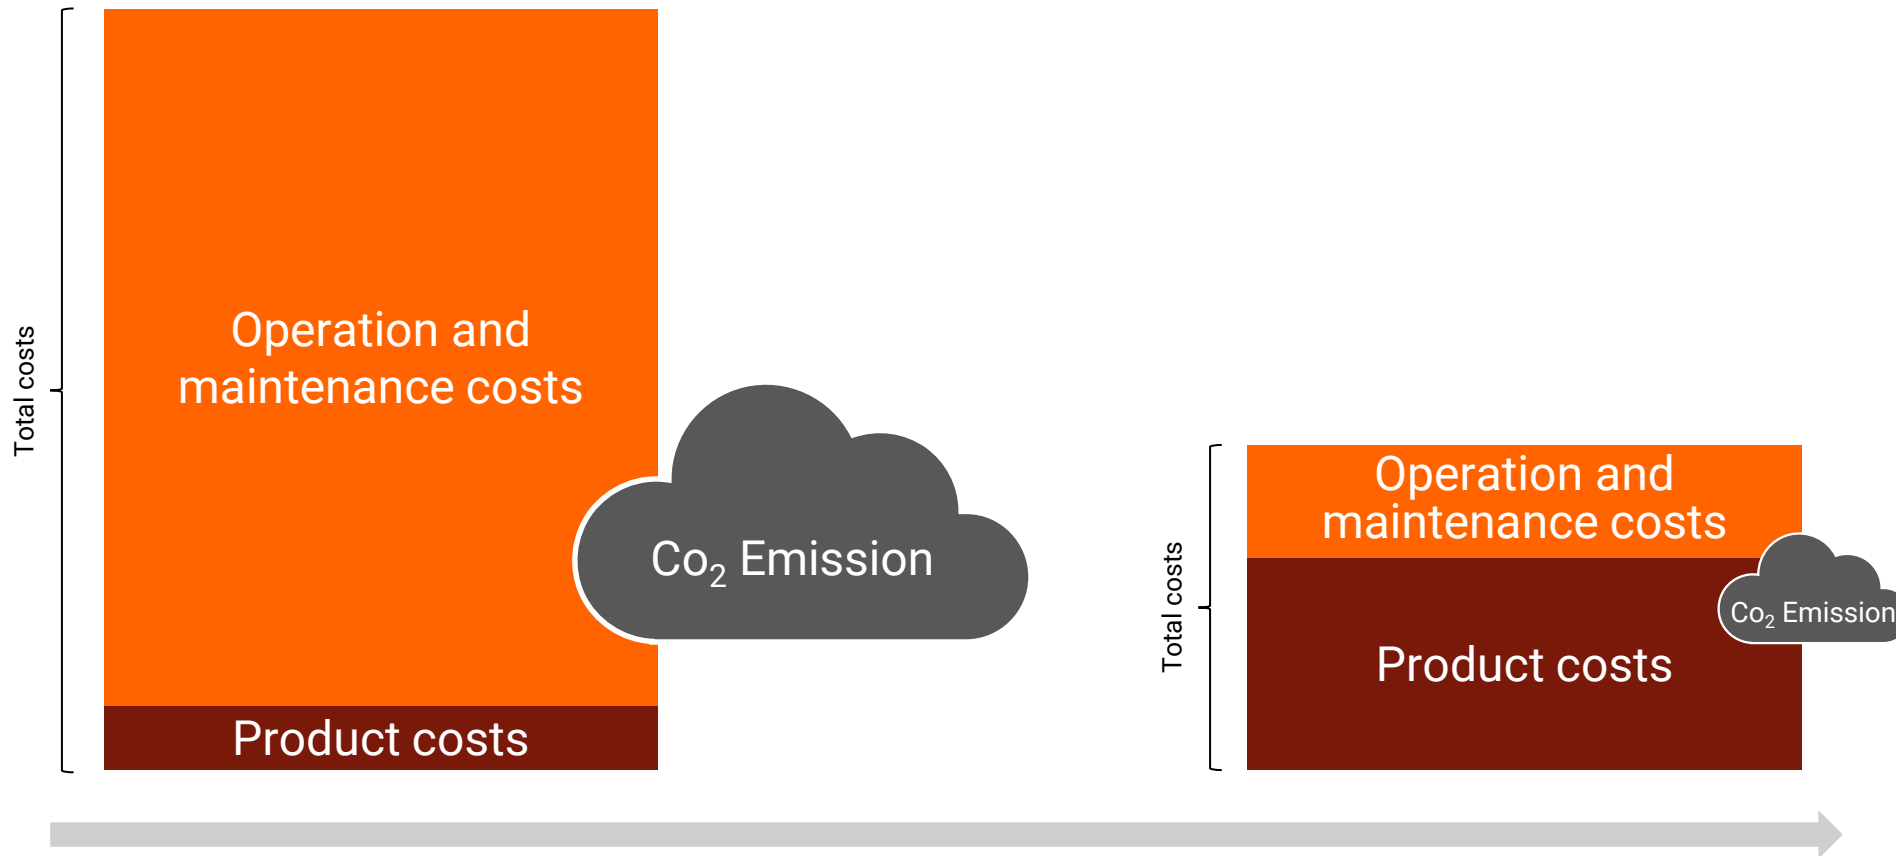 Total costs
Operation and
maintenance costs
Co₂ Emission
Product costs
Total costs
Operation and
maintenance costs
Co₂ Emission
Product costs